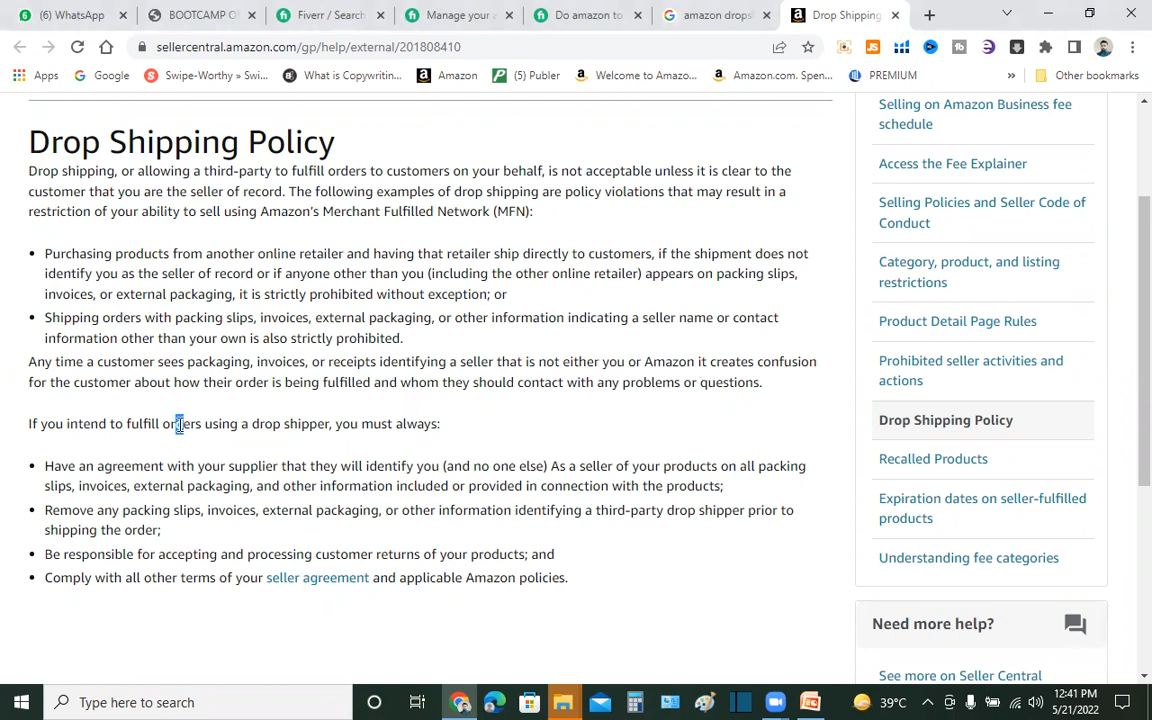 (6) WhatsApp
BOOTCAMP O
Fiverr / Search
Manage your
Do amazon to
amazon drops
Drop Shipping
sellercentral.amazon.com/gp/help/external/201808410
Apps
Google
Swipe-Worthy » Swi...
What is Copywritin...
Amazon
(5) Publer
Welcome to Amazo...
Amazon.com. Spen...
PREMIUM
»
Other bookmarks
Drop Shipping Policy
Drop shipping, or allowing a third-party to fulfill orders to customers on your behalf, is not acceptable unless it is clear to the
customer that you are the seller of record. The following examples of drop shipping are policy violations that may result in a
restriction of your ability to sell using Amazon's Merchant Fulfilled Network (MFN):
• Purchasing products from another online retailer and having that retailer ship directly to customers, if the shipment does not
identify you as the seller of record or if anyone other than you (including the other online retailer) appears on packing slips,
invoices, or external packaging, it is strictly prohibited without exception; or
• Shipping orders with packing slips, invoices, external packaging, or other information indicating a seller name or contact
information other than your own is also strictly prohibited.
Any time a customer sees packaging, invoices, or receipts identifying a seller that is not either you or Amazon it creates confusion
for the customer about how their order is being fulfilled and whom they should contact with any problems or questions.
If you intend to fulfill orders using a drop shipper, you must always:
• Have an agreement with your supplier that they will identify you (and no one else) As a seller of your products on all packing
slips, invoices, external packaging, and other information included or provided in connection with the products;
• Remove any packing slips, invoices, external packaging, or other information identifying a third-party drop shipper prior to
shipping the order;
• Be responsible for accepting and processing customer returns of your products; and
• Comply with all other terms of your seller agreement and applicable Amazon policies.
Selling on Amazon Business fee
schedule
Access the Fee Explainer
Selling Policies and Seller Code of
Conduct
Category, product, and listing
restrictions
Product Detail Page Rules
Prohibited seller activities and
actions
Drop Shipping Policy
Recalled Products
Expiration dates on seller-fulfilled
products
Understanding fee categories
Need more help?
See more on Seller Central
Type here to search
39°C
12:41 PM
5/21/2022